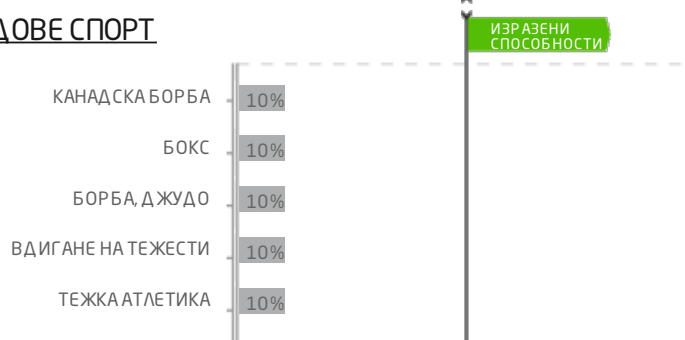 ДОВЕ СПОРТ
ИЗРАЗЕНИ
СПОСОБНОСТИ
КАНАДСКА БОРБА 10%
БОКС 10%
БОРБА, ДЖУДО 10%
ВДИГАНЕ НА ТЕЖЕСТИ 10%
ТЕЖКА АТЛЕТИКА 10%